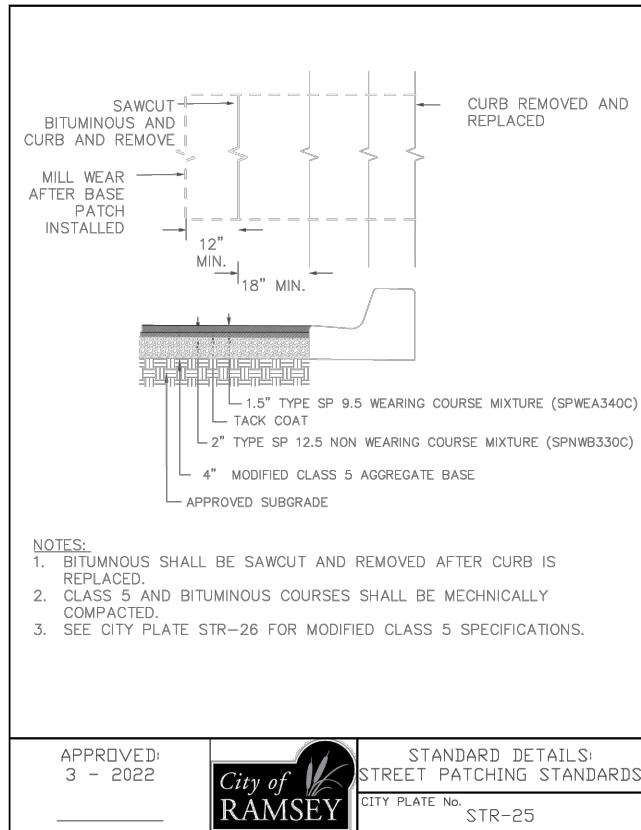 SAWCUT
BITUMINOUS AND
CURB AND REMOVE
CURB REMOVED AND
REPLACED
MILL WEAR
AFTER BASE
PATCH
INSTALLED
12"
MIN.
18" MIN.
1.5" TYPE SP 9.5 WEARING COURSE MIXTURE (SPWEA340C)
TACK COAT
2" TYPE SP 12.5 NON WEARING COURSE MIXTURE (SPNWB330C)
4" MODIFIED CLASS 5 AGGREGATE BASE
APPROVED SUBGRADE
NOTES:
1. BITUMNOUS SHALL BE SAWCUT AND REMOVED AFTER CURB IS
REPLACED.
2. CLASS 5 AND BITUMINOUS COURSES SHALL BE MECHNICALLY
COMPACTED.
3. SEE CITY PLATE STR-26 FOR MODIFIED CLASS 5 SPECIFICATIONS.
APPROVED:
3 - 2022
City of
RAMSEY
STANDARD DETAILS:
STREET PATCHING STANDARDS
CITY PLATE No.
STR-25